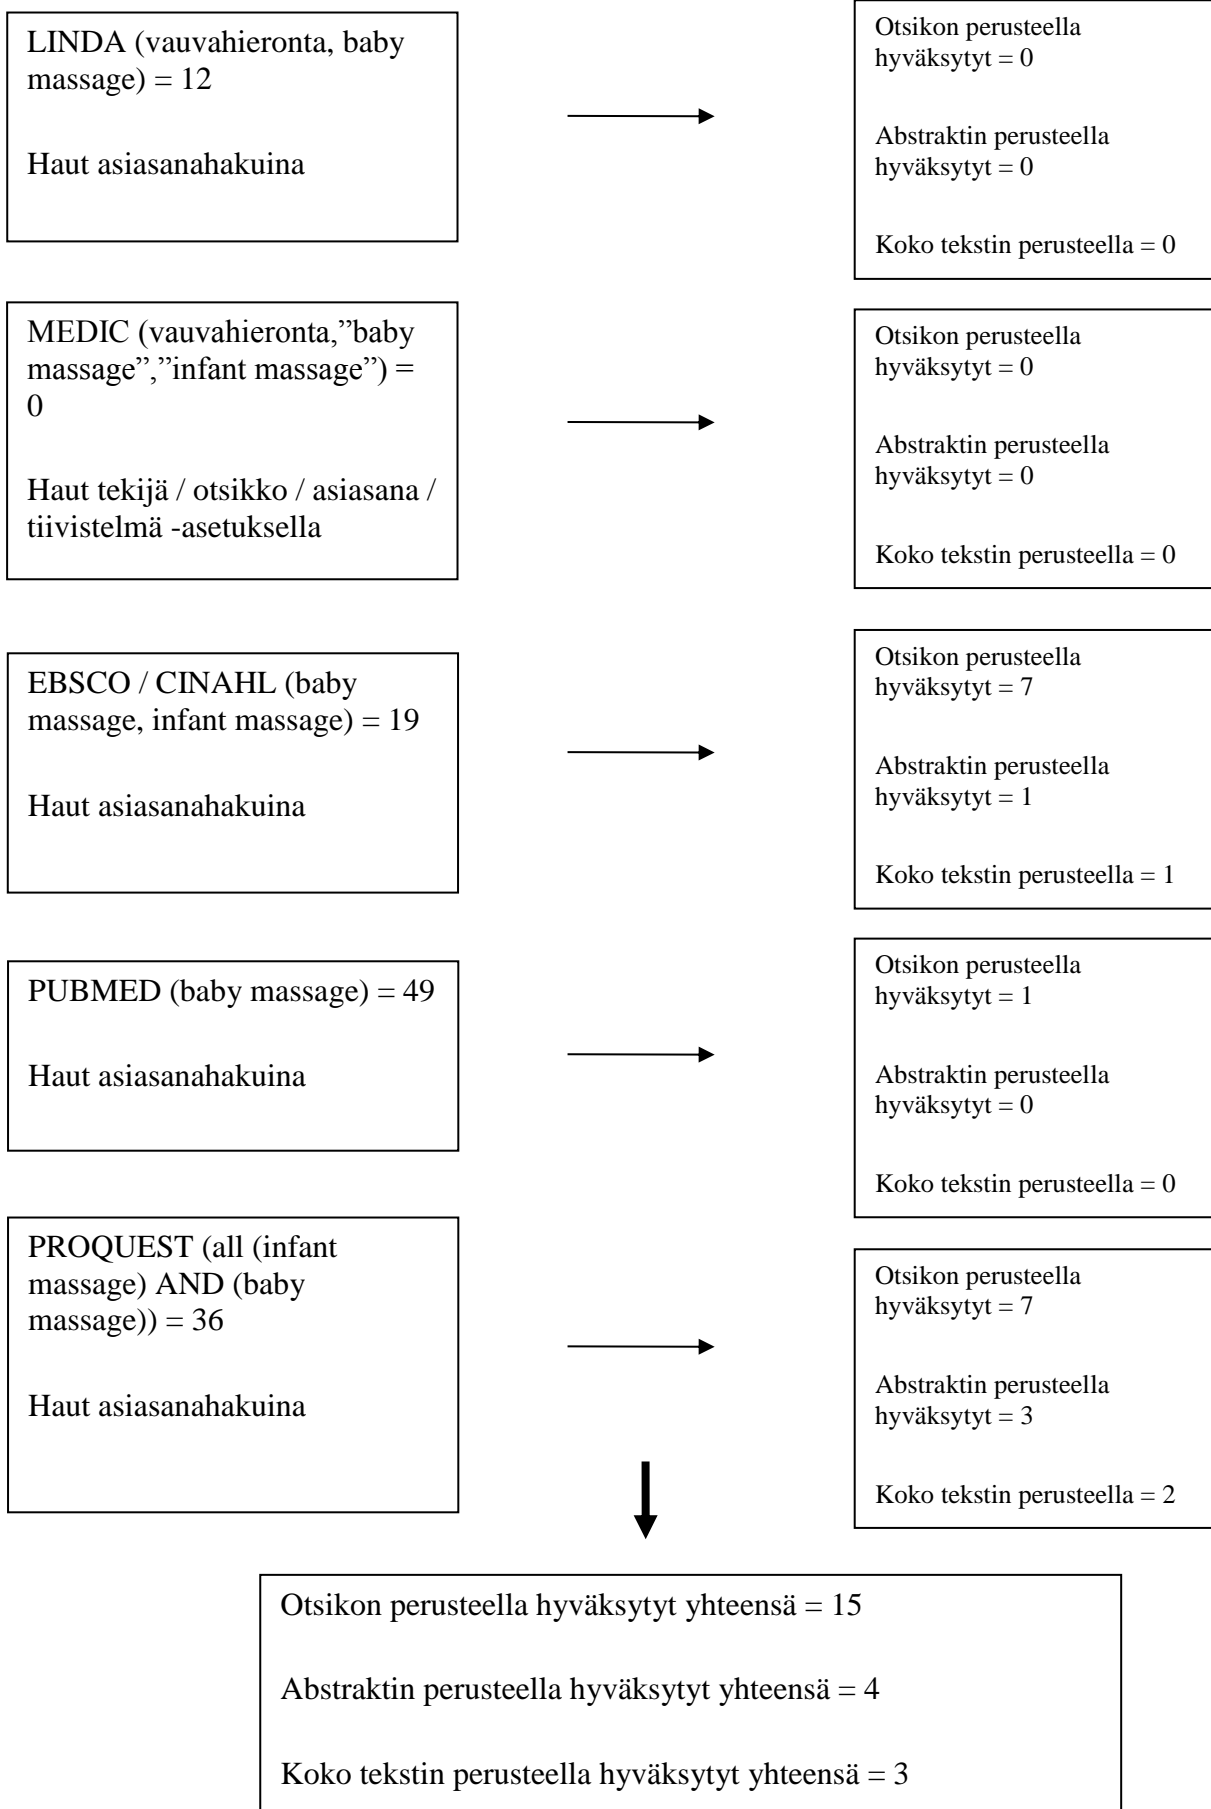 LINDA (vauvahieronta, baby
massage) = 12
Haut asiasanahakuina
Otsikon perusteella
hyväksytyt = 0
Abstraktin perusteella
hyväksytyt = 0
Koko tekstin perusteella = 0
MEDIC (vauvahieronta,”baby
massage”,”infant massage”) =
0
Haut tekijä / otsikko / asiasana /
tiivistelmä -asetuksella
Otsikon perusteella
hyväksytyt = 0
Abstraktin perusteella
hyväksytyt = 0
Koko tekstin perusteella = 0
EBSCO / CINAHL (baby
massage, infant massage) = 19
Haut asiasanahakuina
Otsikon perusteella
hyväksytyt = 7
Abstraktin perusteella
hyväksytyt = 1
Koko tekstin perusteella = 1
PUBMED (baby massage) = 49
Haut asiasanahakuina
Otsikon perusteella
hyväksytyt = 1
Abstraktin perusteella
hyväksytyt = 0
Koko tekstin perusteella = 0
PROQUEST (all (infant
massage) AND (baby
massage)) = 36
Haut asiasanahakuina
Otsikon perusteella
hyväksytyt = 7
Abstraktin perusteella
hyväksytyt = 3
Koko tekstin perusteella = 2
Otsikon perusteella hyväksytyt yhteensä = 15
Abstraktin perusteella hyväksytyt yhteensä = 4
Koko tekstin perusteella hyväksytyt yhteensä = 3